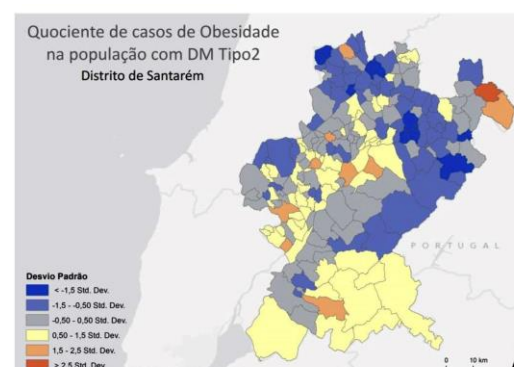 Quociente de casos de Obesidade
na população com DM Tipo2
Distrito de Santarém
PORTUGAL
Desvio Padrão
< -1,5 Std. Dev.
-1,5 - -0,50 Std. Dev.
-0,50 - 0,50 Std. Dev.
0,50 - 1,5 Std. Dev.
1,5 - 2,5 Std. Dev.
> 2,5 Std. Dev.
0 10 km